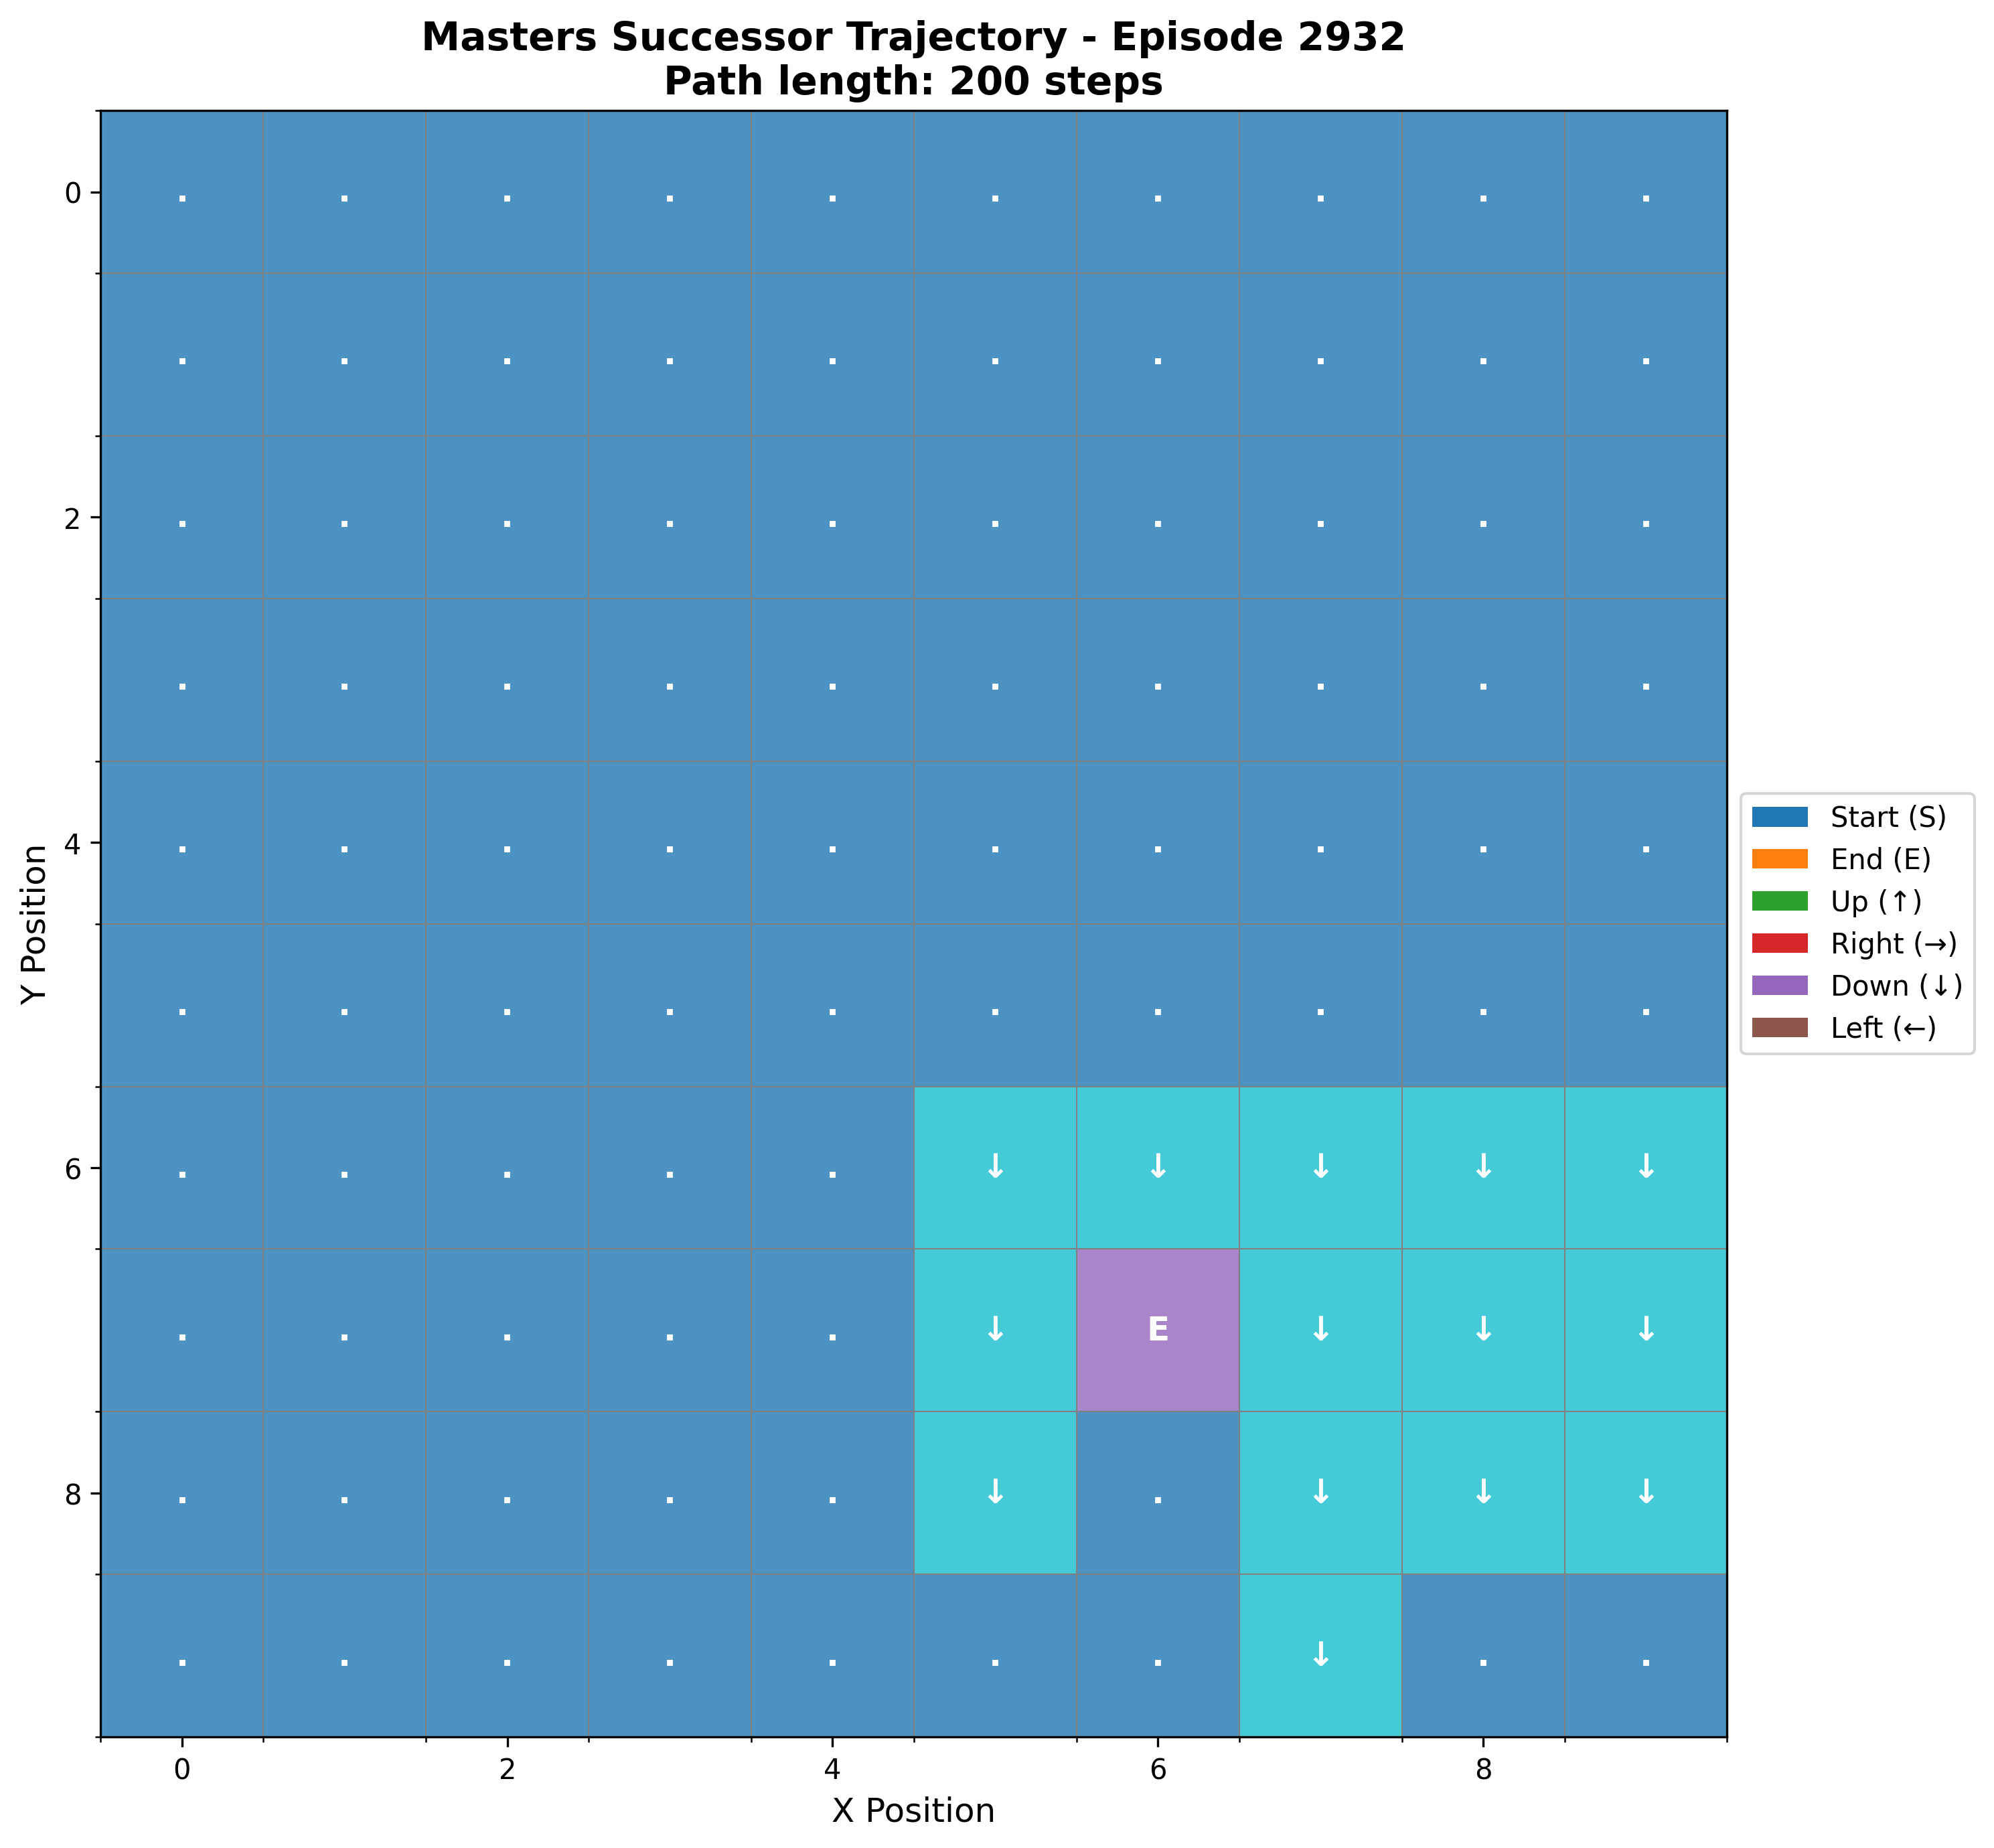 Masters Successor Trajectory - Episode 2932
Path length: 200 steps
0 . . . . . . . . . .
. . . . . . . . . .
2 . . . . . . . . . .
. . . . . . . . . .
4 . . . . . . . . . .
. . . . . . . . . .
6 . . . . . ↓ ↓ ↓ ↓ ↓
. . . . . ↓ E ↓ ↓ ↓
8 . . . . . ↓ . ↓ ↓ ↓
. . . . . . . ↓ . .
0 2 4 6 8
X Position
Y Position
Start (S)
End (E)
Up (↑)
Right (→)
Down (↓)
Left (←)